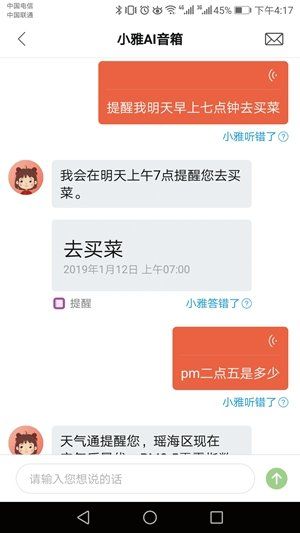 中国电信
中国联通
45%
下午4:17
小雅AI音箱
提醒我明天早上七点钟去买菜
小雅听错了?
我会在明天上午7点提醒您去买
菜。
去买菜
2019年1月12日 上午07:00
提醒
小雅答错了?
pm二点五是多少
小雅听错了?
天气通提醒您，瑶海区现在
请输入您想说的话